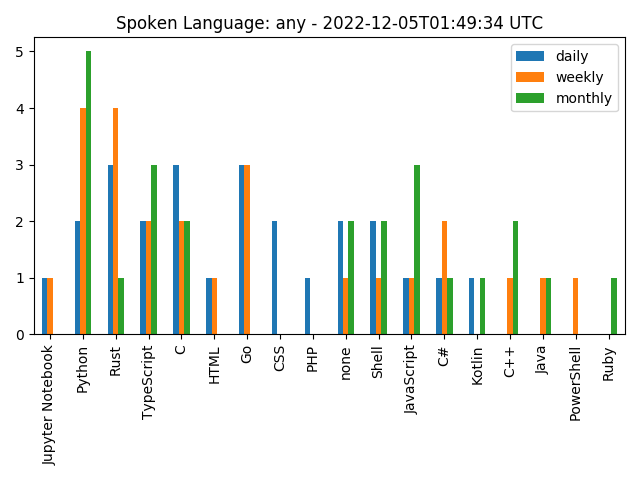 Spoken Language: any - 2022-12-05T01:49:34 UTC
daily
weekly
monthly
5
4
3
2
1
0
Jupyter Notebook
Python
Rust
TypeScript
C
HTML
Go
CSS
PHP
none
Shell
JavaScript
C#
Kotlin
C++
Java
PowerShell
Ruby